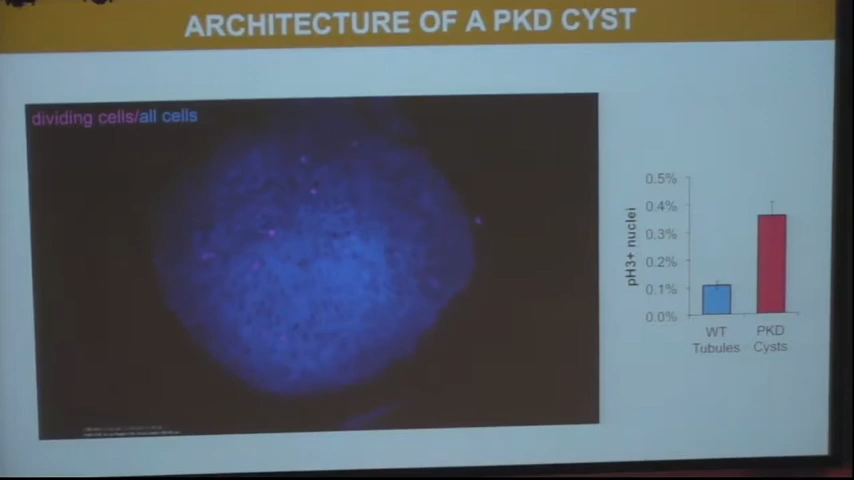 ARCHITECTURE OF A PKD CYST
dividing cells/all cells
0.5%
0.4%
0.3%
0.2%
0.1%
0.0%
pH3+ nuclei
WT
Tubules
PKD
Cysts